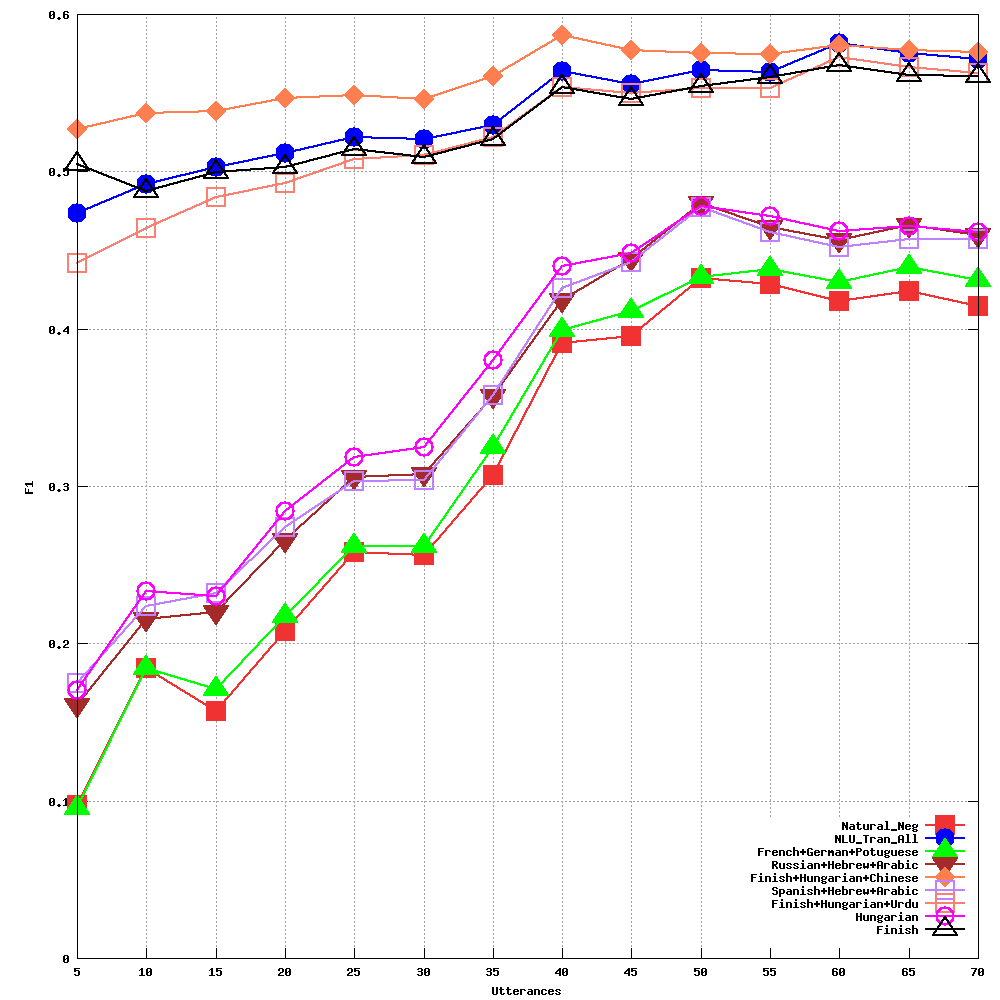 0.6
0.5
0.4
F1
0.3
0.2
0.1
Natural_Neg
NLU_Tran_All
French+German+Potuguese
Russian+Hebrew+Arabic
Finish+Hungarian+Chinese
Spanish+Hebrew+Arabic
Finish+Hungarian+Urdu
Hungarian
Finish
0
5 10 15 20 25 30 35 40 45 50 55 60 65 70
Utterances